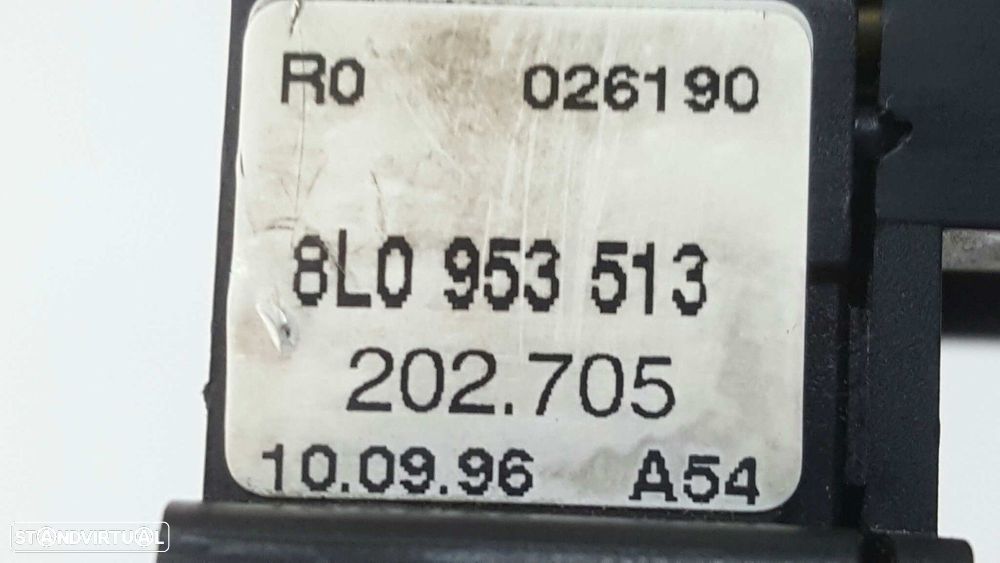 R0 026190
8L0 953 513
202.705
10.09.96 A54
STANDVIRTUAL